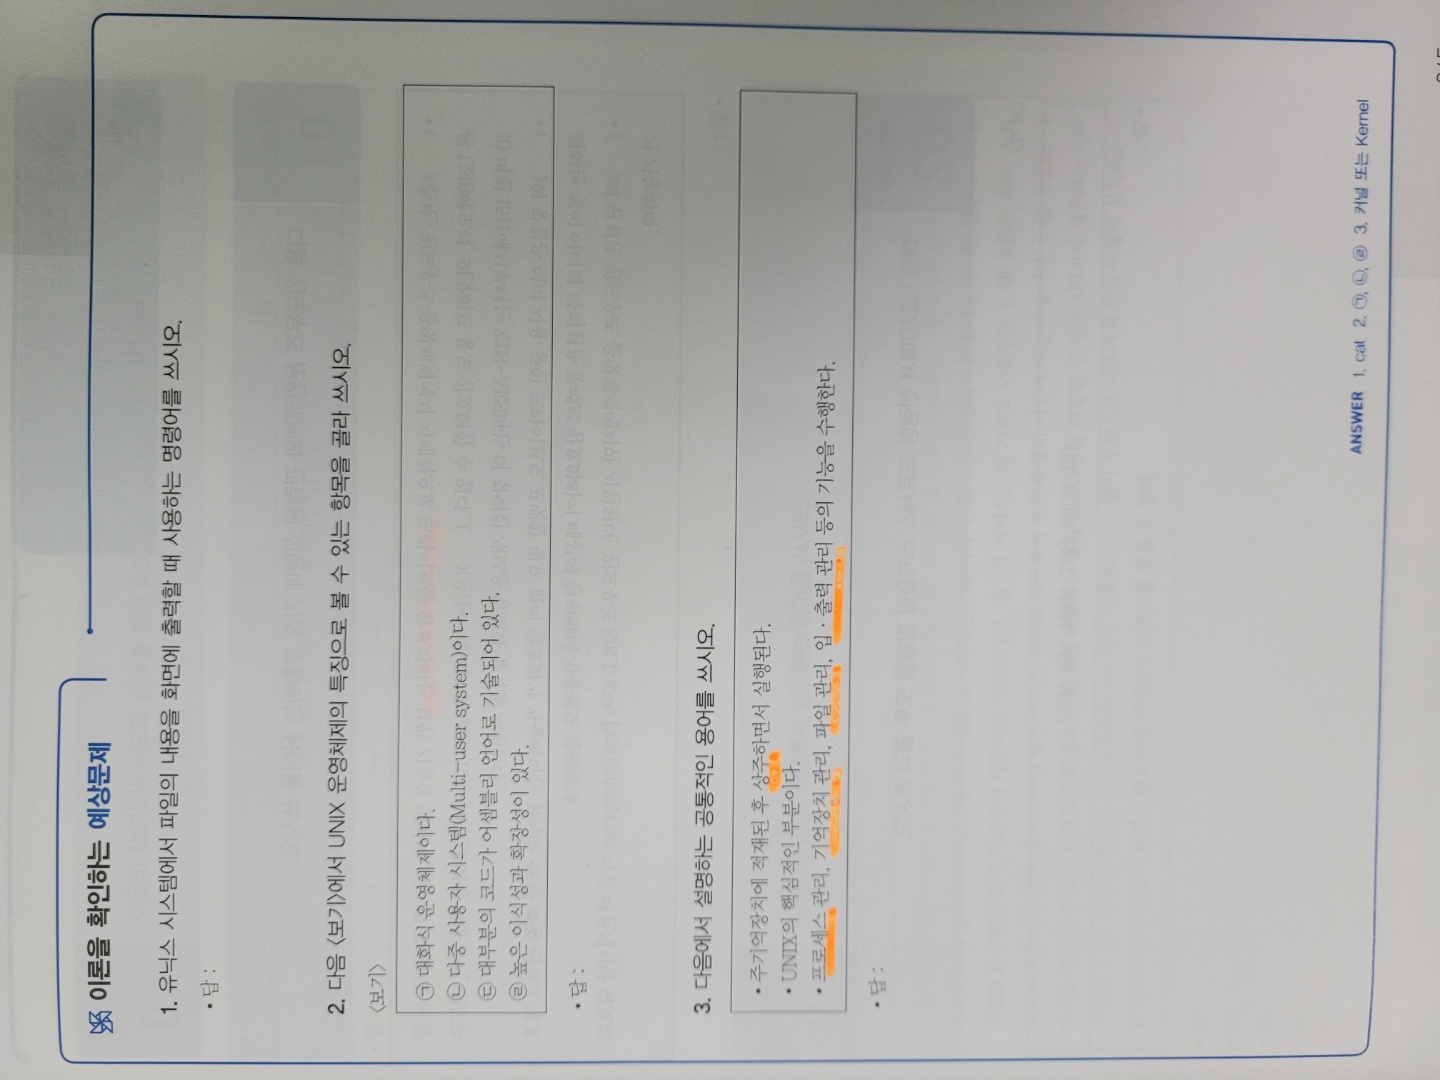 이론을 확인하는 예상문제
1. 유닉스 시스템에서 파일의 내용을 화면에 출력할 때 사용하는 명령어를 쓰시오.
• 답 :
2. 다음 <보기>에서 UNIX 운영체제의 특징으로 볼 수 있는 항목을 골라 쓰시오.
<보기>
㉠ 대화식 운영체제이다.
㉡ 다중 사용자 시스템(Multi-user system)이다.
㉢ 대부분의 코드가 어셈블리 언어로 기술되어 있다.
㉣ 높은 이식성과 확장성이 있다.
• 답 :
3. 다음에서 설명하는 공통적인 용어를 쓰시오.
• 주기억장치에 적재된 후 상주하면서 실행된다.
• UNIX의 핵심적인 부분이다.
• 프로세스 관리, 기억장치 관리, 파일 관리, 입·출력 관리 등의 기능을 수행한다.
• 답 :
ANSWER 1. cat 2. ㉠, ㉡, ㉣ 3. 커널 또는 Kernel